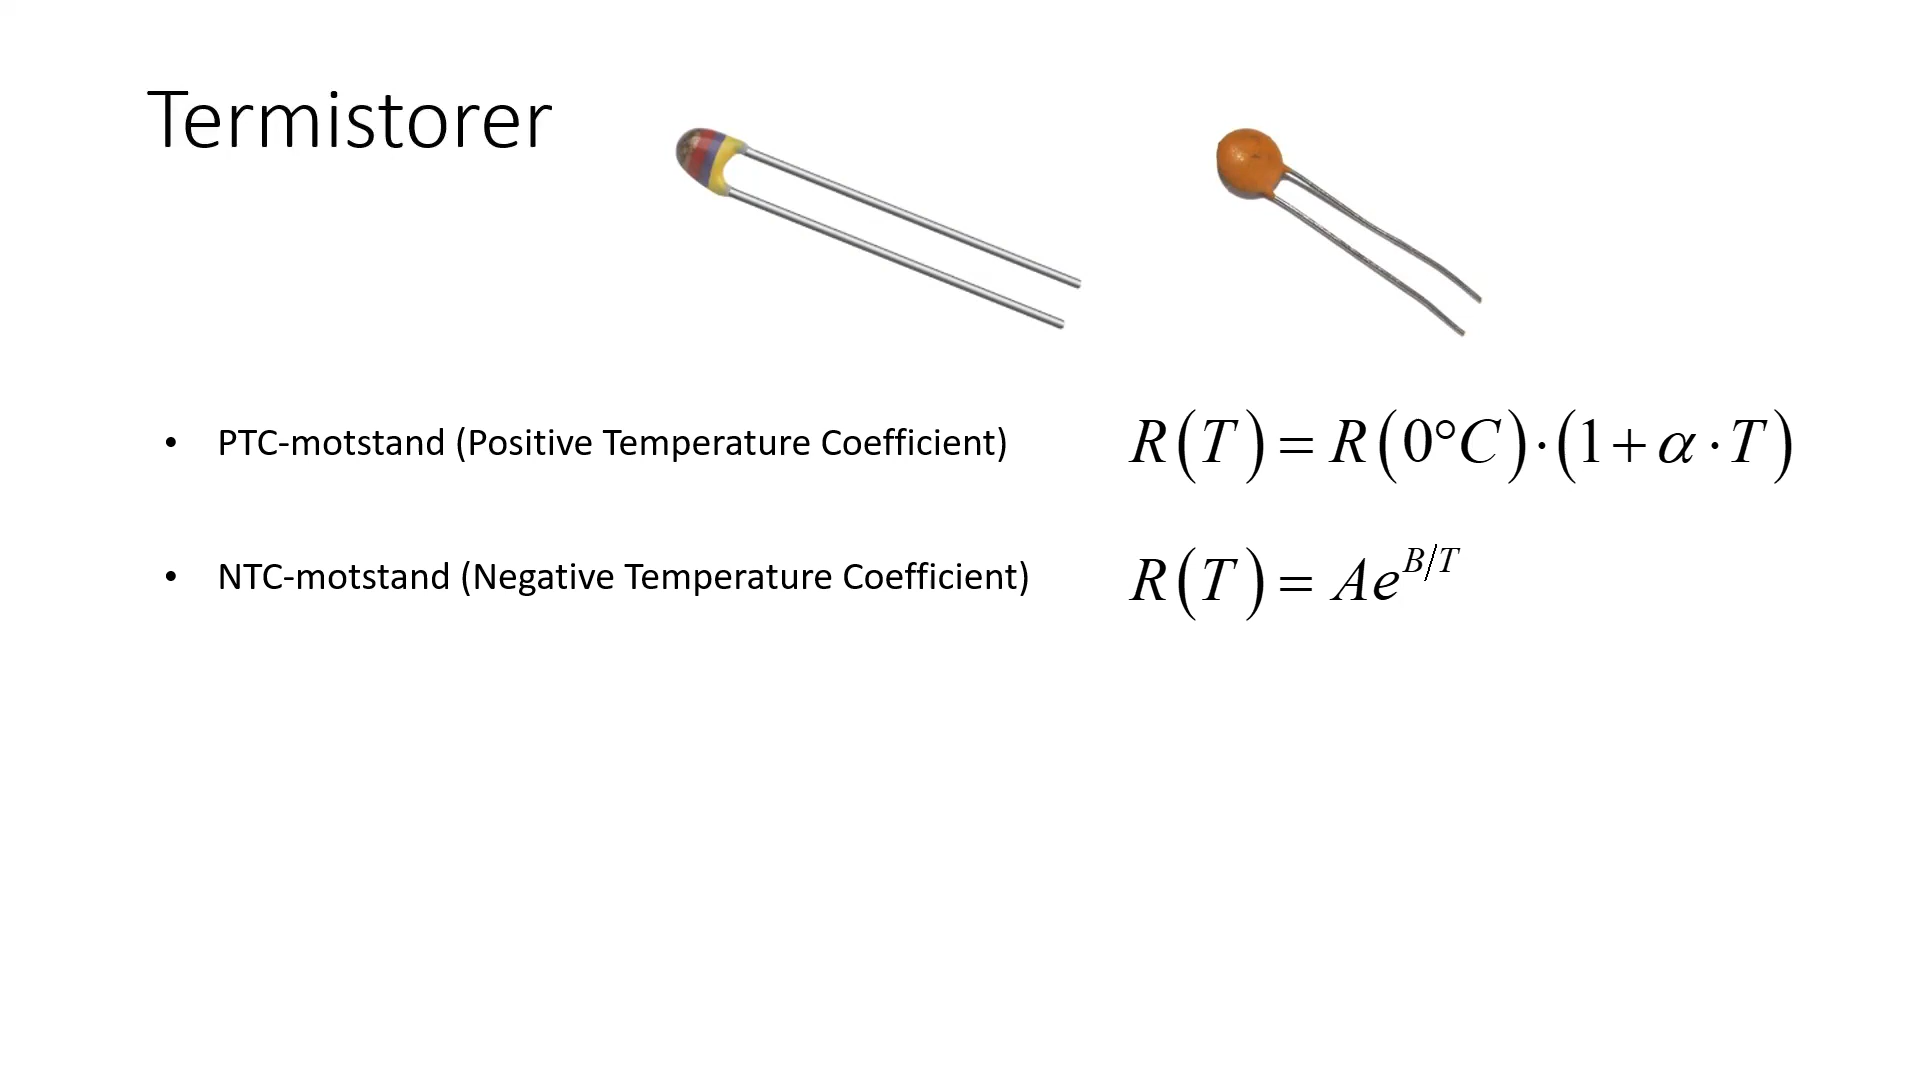 Termistorer
• PTC-motstand (Positive Temperature Coefficient) R(T) = R(0°C)·(1+α·T)
• NTC-motstand (Negative Temperature Coefficient) R(T) = Ae^{B/T}